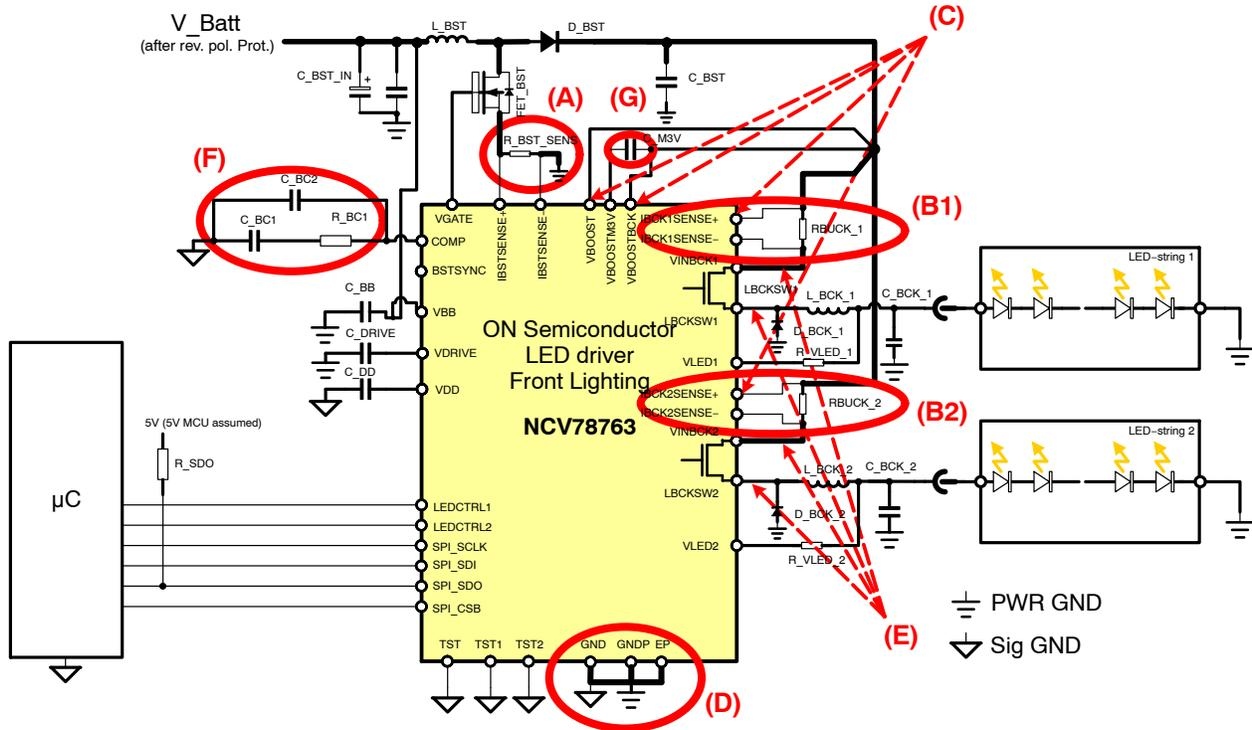 V_Batt
(after rev. pol. Prot.)
L_BST
D_BST
(C)
C_BST_IN
+
FET_BST
C_BST
(A)
(G)
R_BST_SENS
C_M3V
(F)
C_BC2
C_BC1
R_BC1
(B1)
VGATE
IBSTSENSE+
IBSTSENSE-
VBOOST
VBOOSTM3V
VBOOSTBCK
IBCK1SENSE+
RBUCK_1
IBCK1SENSE-
COMP
BSTSYNC
VINBCK1
LED-string 1
C_BB
LBCKSW1
L_BCK_1
C_BCK_1
VBB
LBCKSW1
D_BCK_1
C_DRIVE
VDRIVE
ON Semiconductor
LED driver
Front Lighting
NCV78763
VLED1
R_VLED_1
C_DD
VDD
IBCK2SENSE+
RBUCK_2
(B2)
IBCK2SENSE-
VINBCK2
5V (5V MCU assumed)
R_SDO
LED-string 2
L_BCK_2
C_BCK_2
LBCKSW2
D_BCK_2
µC
LEDCTRL1
LEDCTRL2
SPI_SCLK
SPI_SDI
SPI_SDO
SPI_CSB
VLED2
R_VLED_2
PWR GND
(E)
Sig GND
TST
TST1
TST2
GND
GNDP
EP
(D)